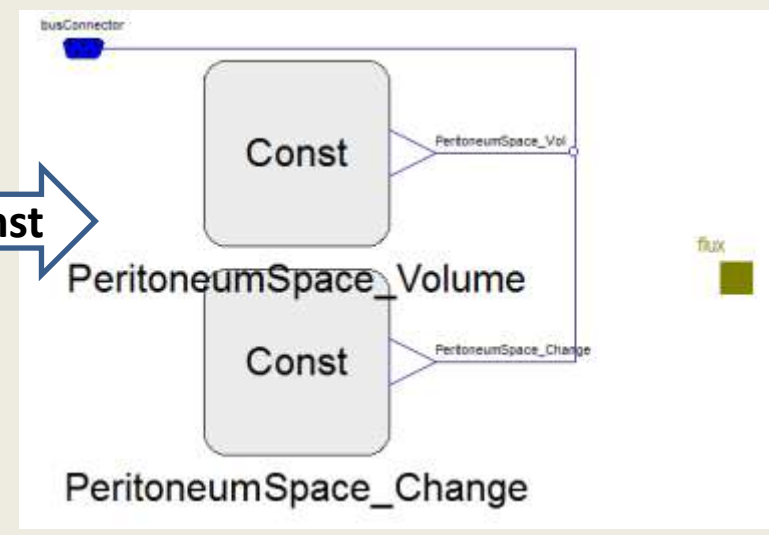 busConnector
Const
PeritoneumSpace_Vol
nst
flux
PeritoneumSpace_Volume
Const
PeritoneumSpace_Change
PeritoneumSpace_Change